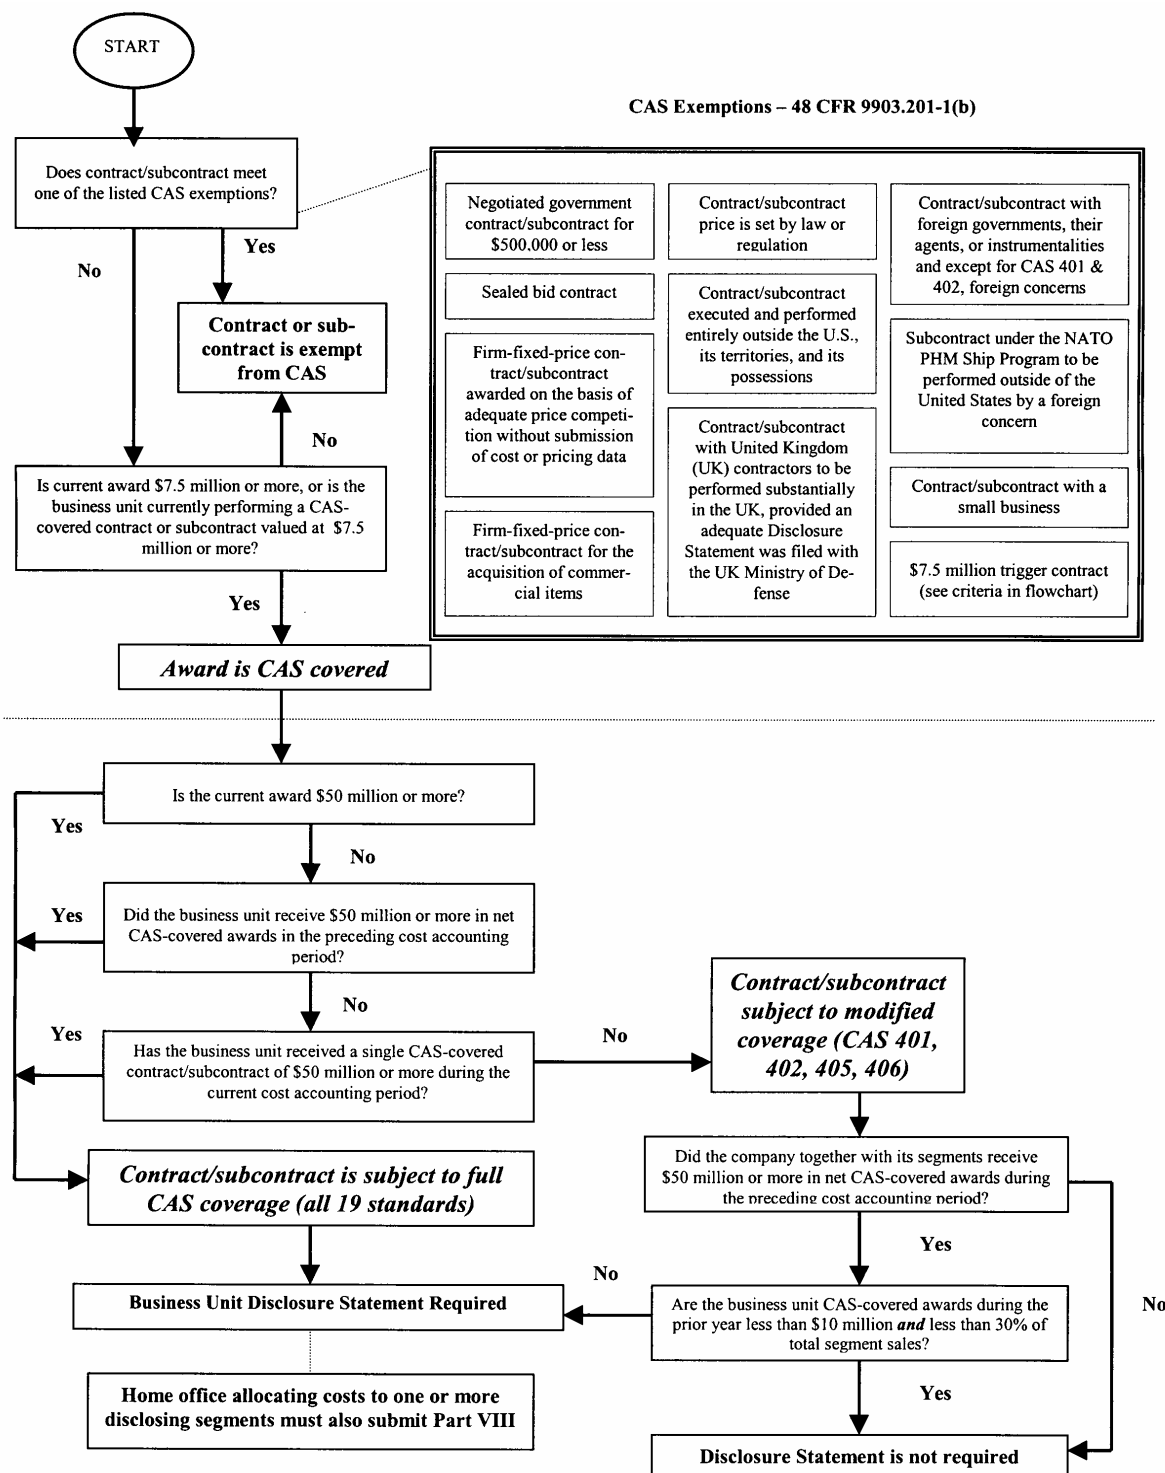 START
CAS Exemptions – 48 CFR 9903.201-1(b)
Does contract/subcontract meet
one of the listed CAS exemptions?
Yes
No
Contract or sub-
contract is exempt
from CAS
No
Is current award $7.5 million or more, or is the
business unit currently performing a CAS-
covered contract or subcontract valued at $7.5
million or more?
Yes
Award is CAS covered
Negotiated government
contract/subcontract for
$500.000 or less
Sealed bid contract
Firm-fixed-price con-
tract/subcontract
awarded on the basis of
adequate price competi-
tion without submission
of cost or pricing data
Firm-fixed-price con-
tract/subcontract for the
acquisition of commer-
cial items
Contract/subcontract
price is set by law or
regulation
Contract/subcontract
executed and performed
entirely outside the U.S.,
its territories, and its
possessions
Contract/subcontract
with United Kingdom
(UK) contractors to be
performed substantially
in the UK, provided an
adequate Disclosure
Statement was filed with
the UK Ministry of De-
fense
Contract/subcontract with
foreign governments, their
agents, or instrumentalities
and except for CAS 401 &
402, foreign concerns
Subcontract under the NATO
PHM Ship Program to be
performed outside of the
United States by a foreign
concern
Contract/subcontract with a
small business
$7.5 million trigger contract
(see criteria in flowchart)
Is the current award $50 million or more?
Yes
No
Did the business unit receive $50 million or more in net
CAS-covered awards in the preceding cost accounting
period?
Yes
No
Has the business unit received a single CAS-covered
contract/subcontract of $50 million or more during the
current cost accounting period?
Yes
No
Contract/subcontract
subject to modified
coverage (CAS 401,
402, 405, 406)
Contract/subcontract is subject to full
CAS coverage (all 19 standards)
Did the company together with its segments receive
$50 million or more in net CAS-covered awards during
the preceding cost accounting period?
Yes
No
Business Unit Disclosure Statement Required
No
Are the business unit CAS-covered awards during the
prior year less than $10 million and less than 30% of
total segment sales?
Yes
Home office allocating costs to one or more
disclosing segments must also submit Part VIII
Disclosure Statement is not required